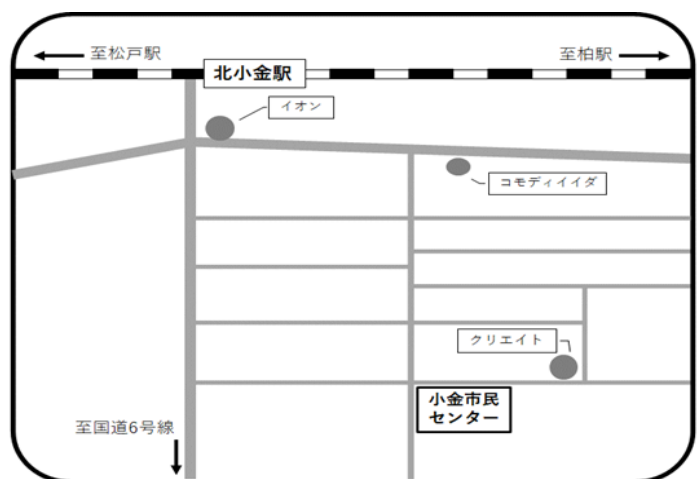 至松戸駅
至柏駅
北小金駅
イオン
コモディイイダ
クリエイト
小金市民
センター
至国道6号線